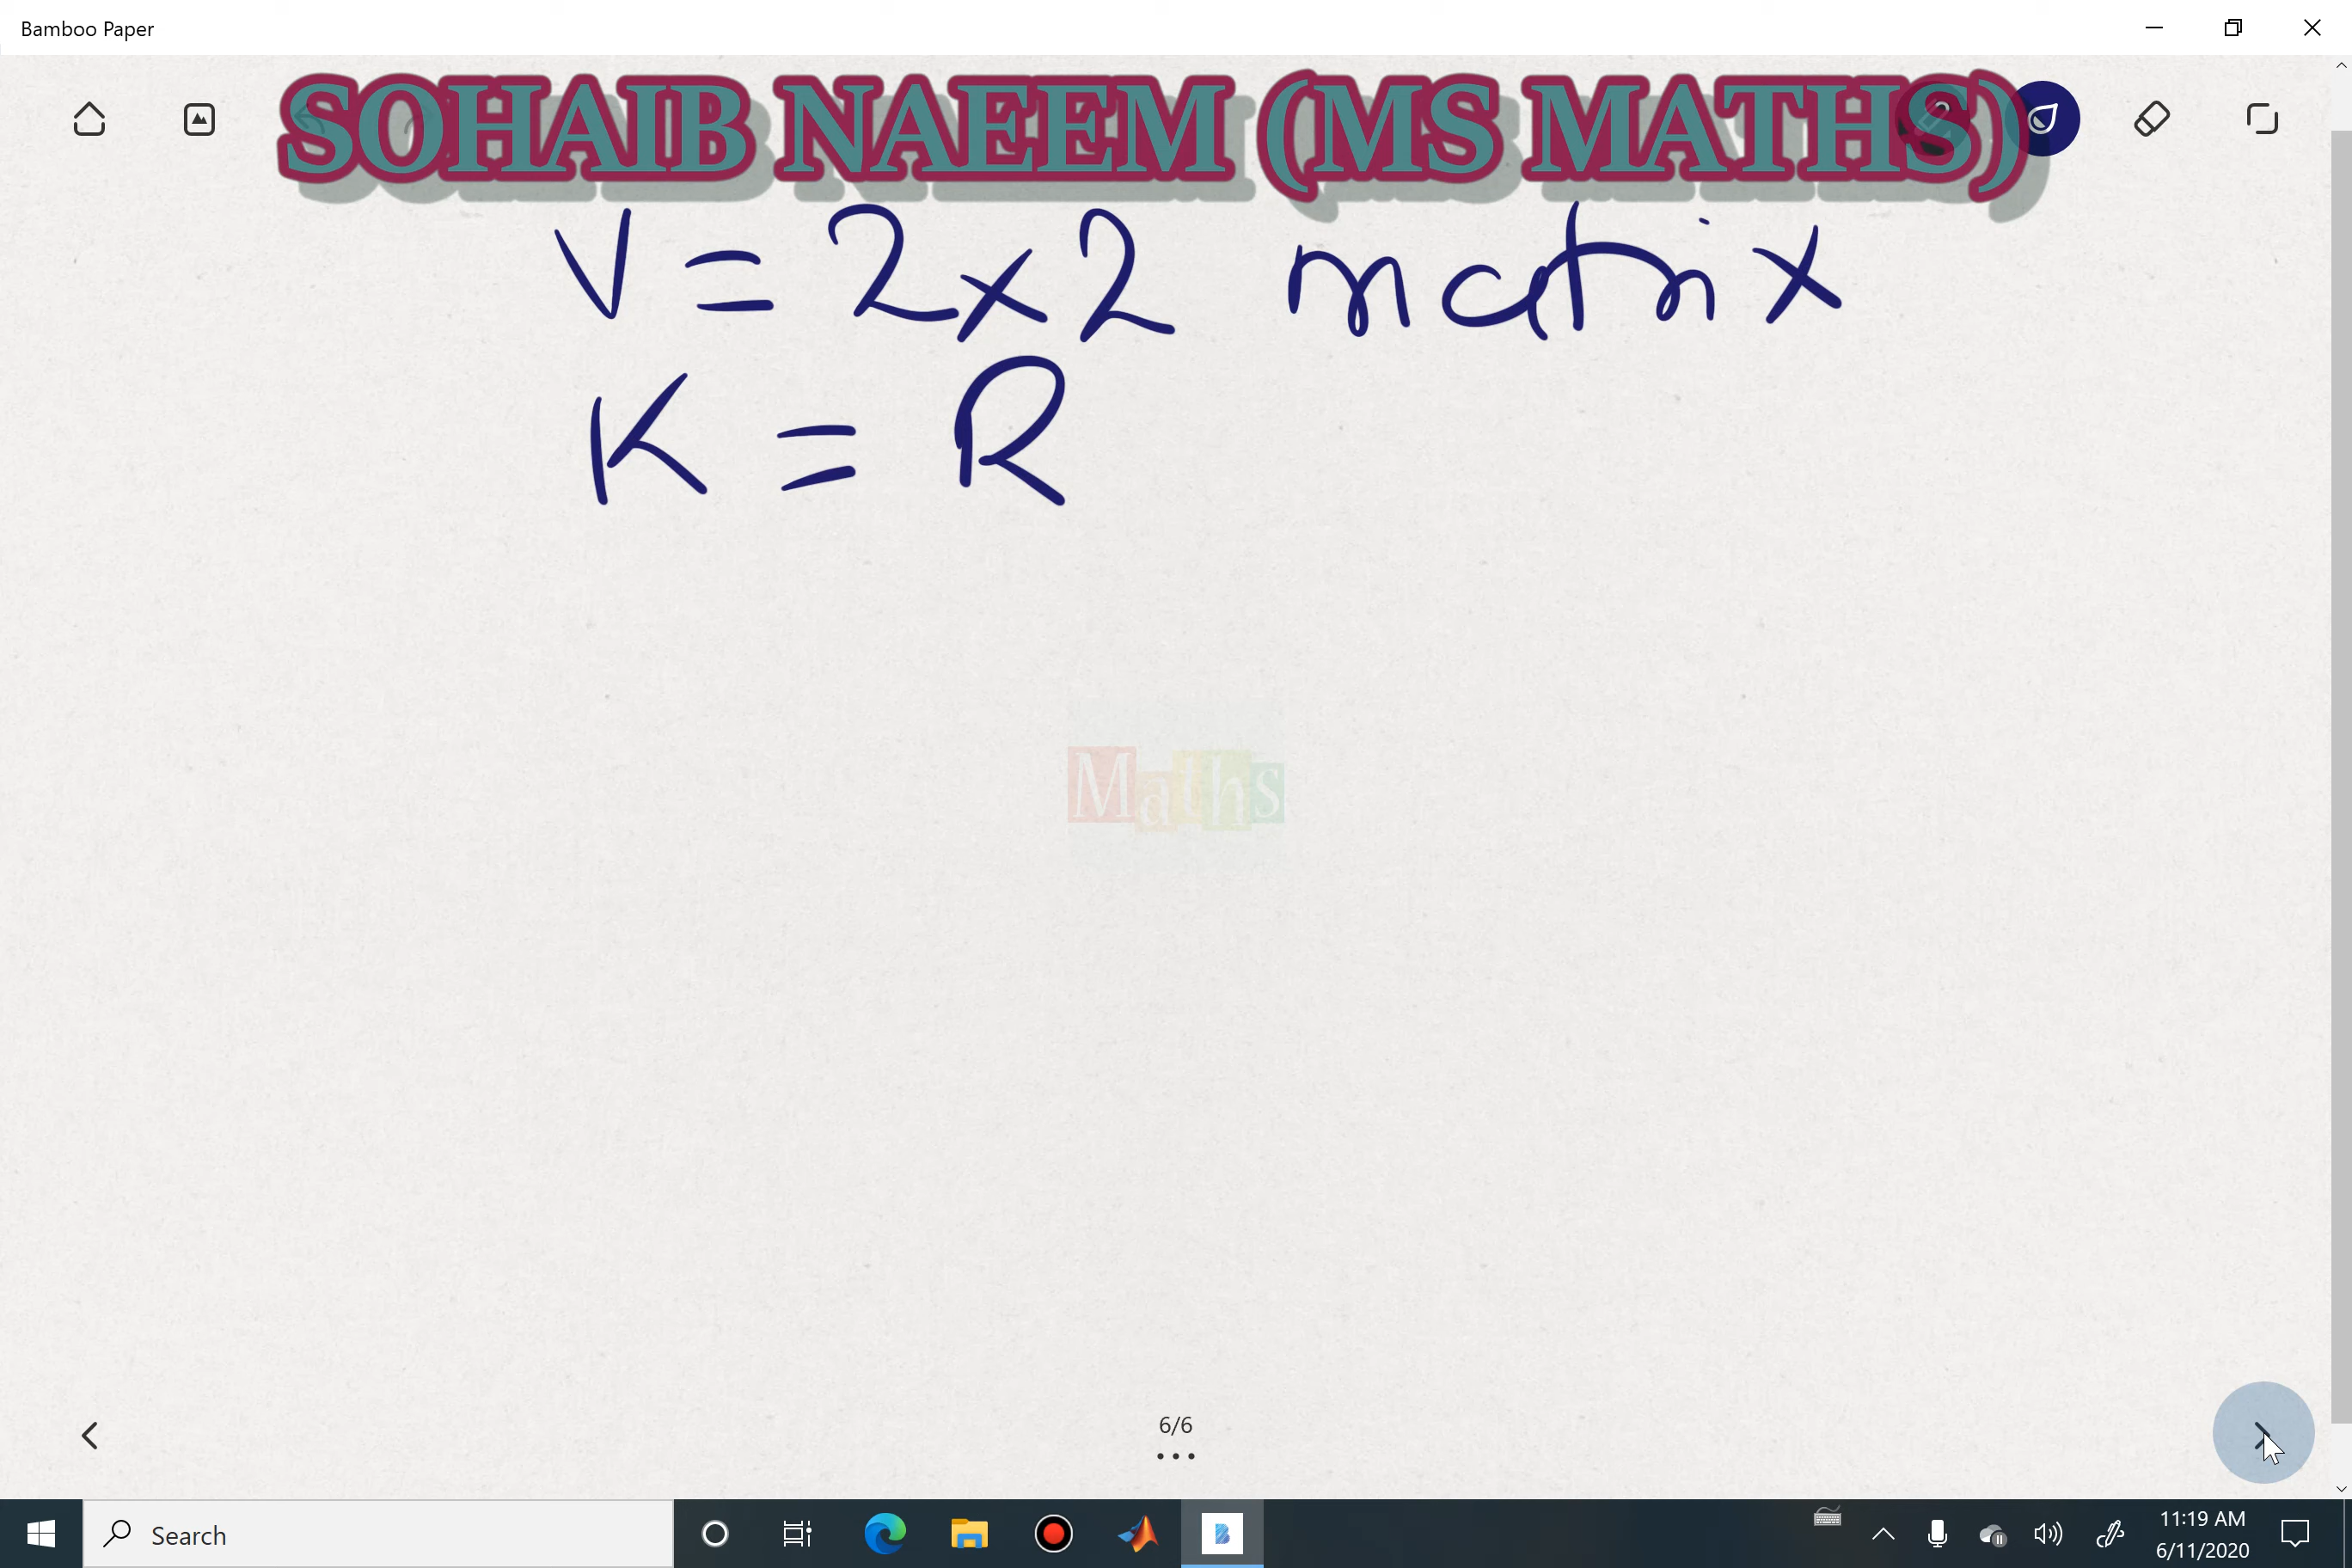 Bamboo Paper
SOHAIB NAEEM (MS MATHS)
V = 2x2 matrix
K = R
Maths
6/6
Search
11:19 AM
6/11/2020